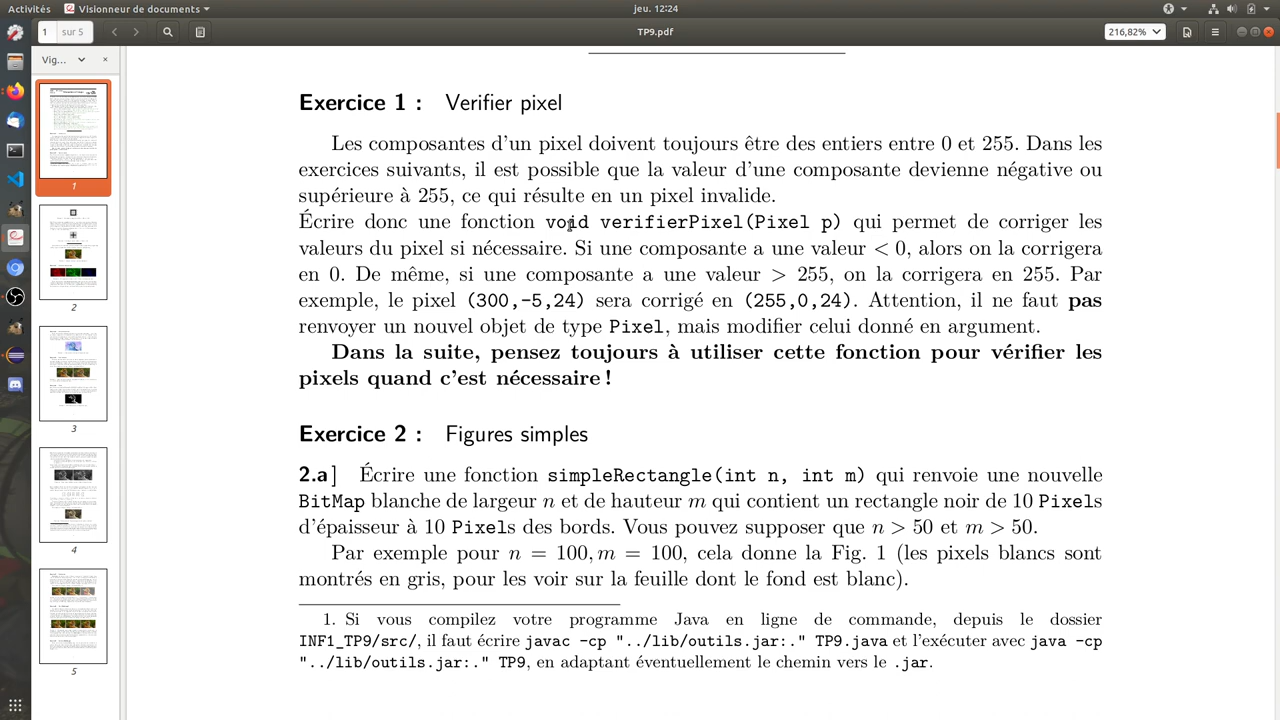 Activités Visionneur de documents jeu. 12:24
1 sur 5 TP9.pdf 216,82%
Vig...
1
2
3
4
5
Exercice 1 : Verifier pixel
Les composantes d'un pixel doivent toujours être des entiers entre 0 et 255. Dans les
exercices suivants, il est possible que la valeur d'une composante devienne négative ou
supérieure à 255, ce qui résulte en un pixel invalide.
Écrire donc une fonction void verifierPixel(Pixel p) qui permet de corriger les
valeurs du pixel si nécessaire. Si une composante a une valeur < 0, alors on la corrigera
en 0. De même, si une composante a une valeur > 255, on la corrigera en 255. Par
exemple, le pixel (300,-5,24) sera corrigé en (255,0,24). Attention, il ne faut pas
renvoyer un nouvel objet de type Pixel, mais modifier celui donné en argument.
Dans la suite, pensez toujours à utiliser cette fonction pour vérifier les
pixels quand c'est nécessaire !
Exercice 2 : Figures simples
2.a] Écrire une fonction simpleRectangle(int n, int m) qui renvoie une nouvelle
BitMap blanche de largeur n et de hauteur m qui contient un rectangle noir de 10 Pixels
d'épaisseur à 10 Pixels des bords. Vous pouvez supposer que n > 50 et m > 50.
Par exemple pour n = 100, m = 100, cela donne la Fig. 1 (les pixels blancs sont
montrés en gris, pour les voir sur la feuille dont le fond est blanc).
1. Si vous compilez votre programme Java en ligne de commande, depuis le dossier
INFI_TP9/src/, il faut écrire javac -cp "../lib/outils.jar:." TP9.java et l'exécuter avec java -cp
"../lib/outils.jar:." TP9, en adaptant éventuellement le chemin vers le .jar.